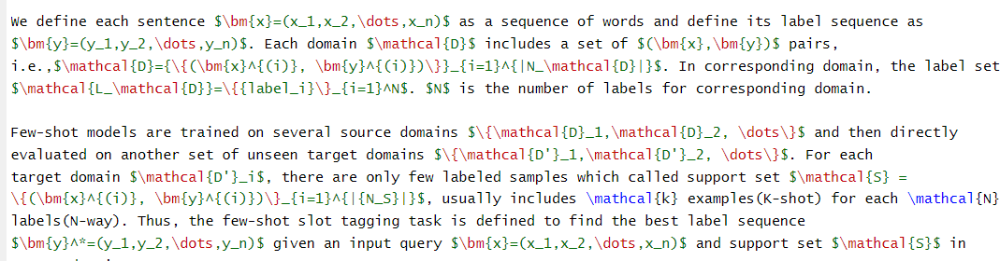 We define each sentence $\bm{x}=(x_1,x_2,\dots,x_n)$ as a sequence of words and define its label sequence as
$\bm{y}=(y_1,y_2,\dots,y_n)$. Each domain $\mathcal{D}$ includes a set of $(\bm{x},\bm{y})$ pairs,
i.e.,$\mathcal{D}={\{(\bm{x}^{(i)}, \bm{y}^{(i)})\}}_{i=1}^{|N_\mathcal{D}|}$. In corresponding domain, the label set
$\mathcal{L_\mathcal{D}}=\{{label_i}\}_{i=1}^N$. $N$ is the number of labels for corresponding domain.
Few-shot models are trained on several source domains $\{\mathcal{D}_1,\mathcal{D}_2, \dots\}$ and then directly
evaluated on another set of unseen target domains $\{\mathcal{D'}_1,\mathcal{D'}_2, \dots\}$. For each
target domain $\mathcal{D'}_i$, there are only few labeled samples which called support set $\mathcal{S} =
\{(\bm{x}^{(i)}, \bm{y}^{(i)})\}_{i=1}^{|{N_S}|}$, usually includes \mathcal{k} examples(K-shot) for each \mathcal{N}
labels(N-way). Thus, the few-shot slot tagging task is defined to find the best label sequence
$\bm{y}^*=(y_1,y_2,\dots,y_n)$ given an input query $\bm{x}=(x_1,x_2,\dots,x_n)$ and support set $\mathcal{S}$ in